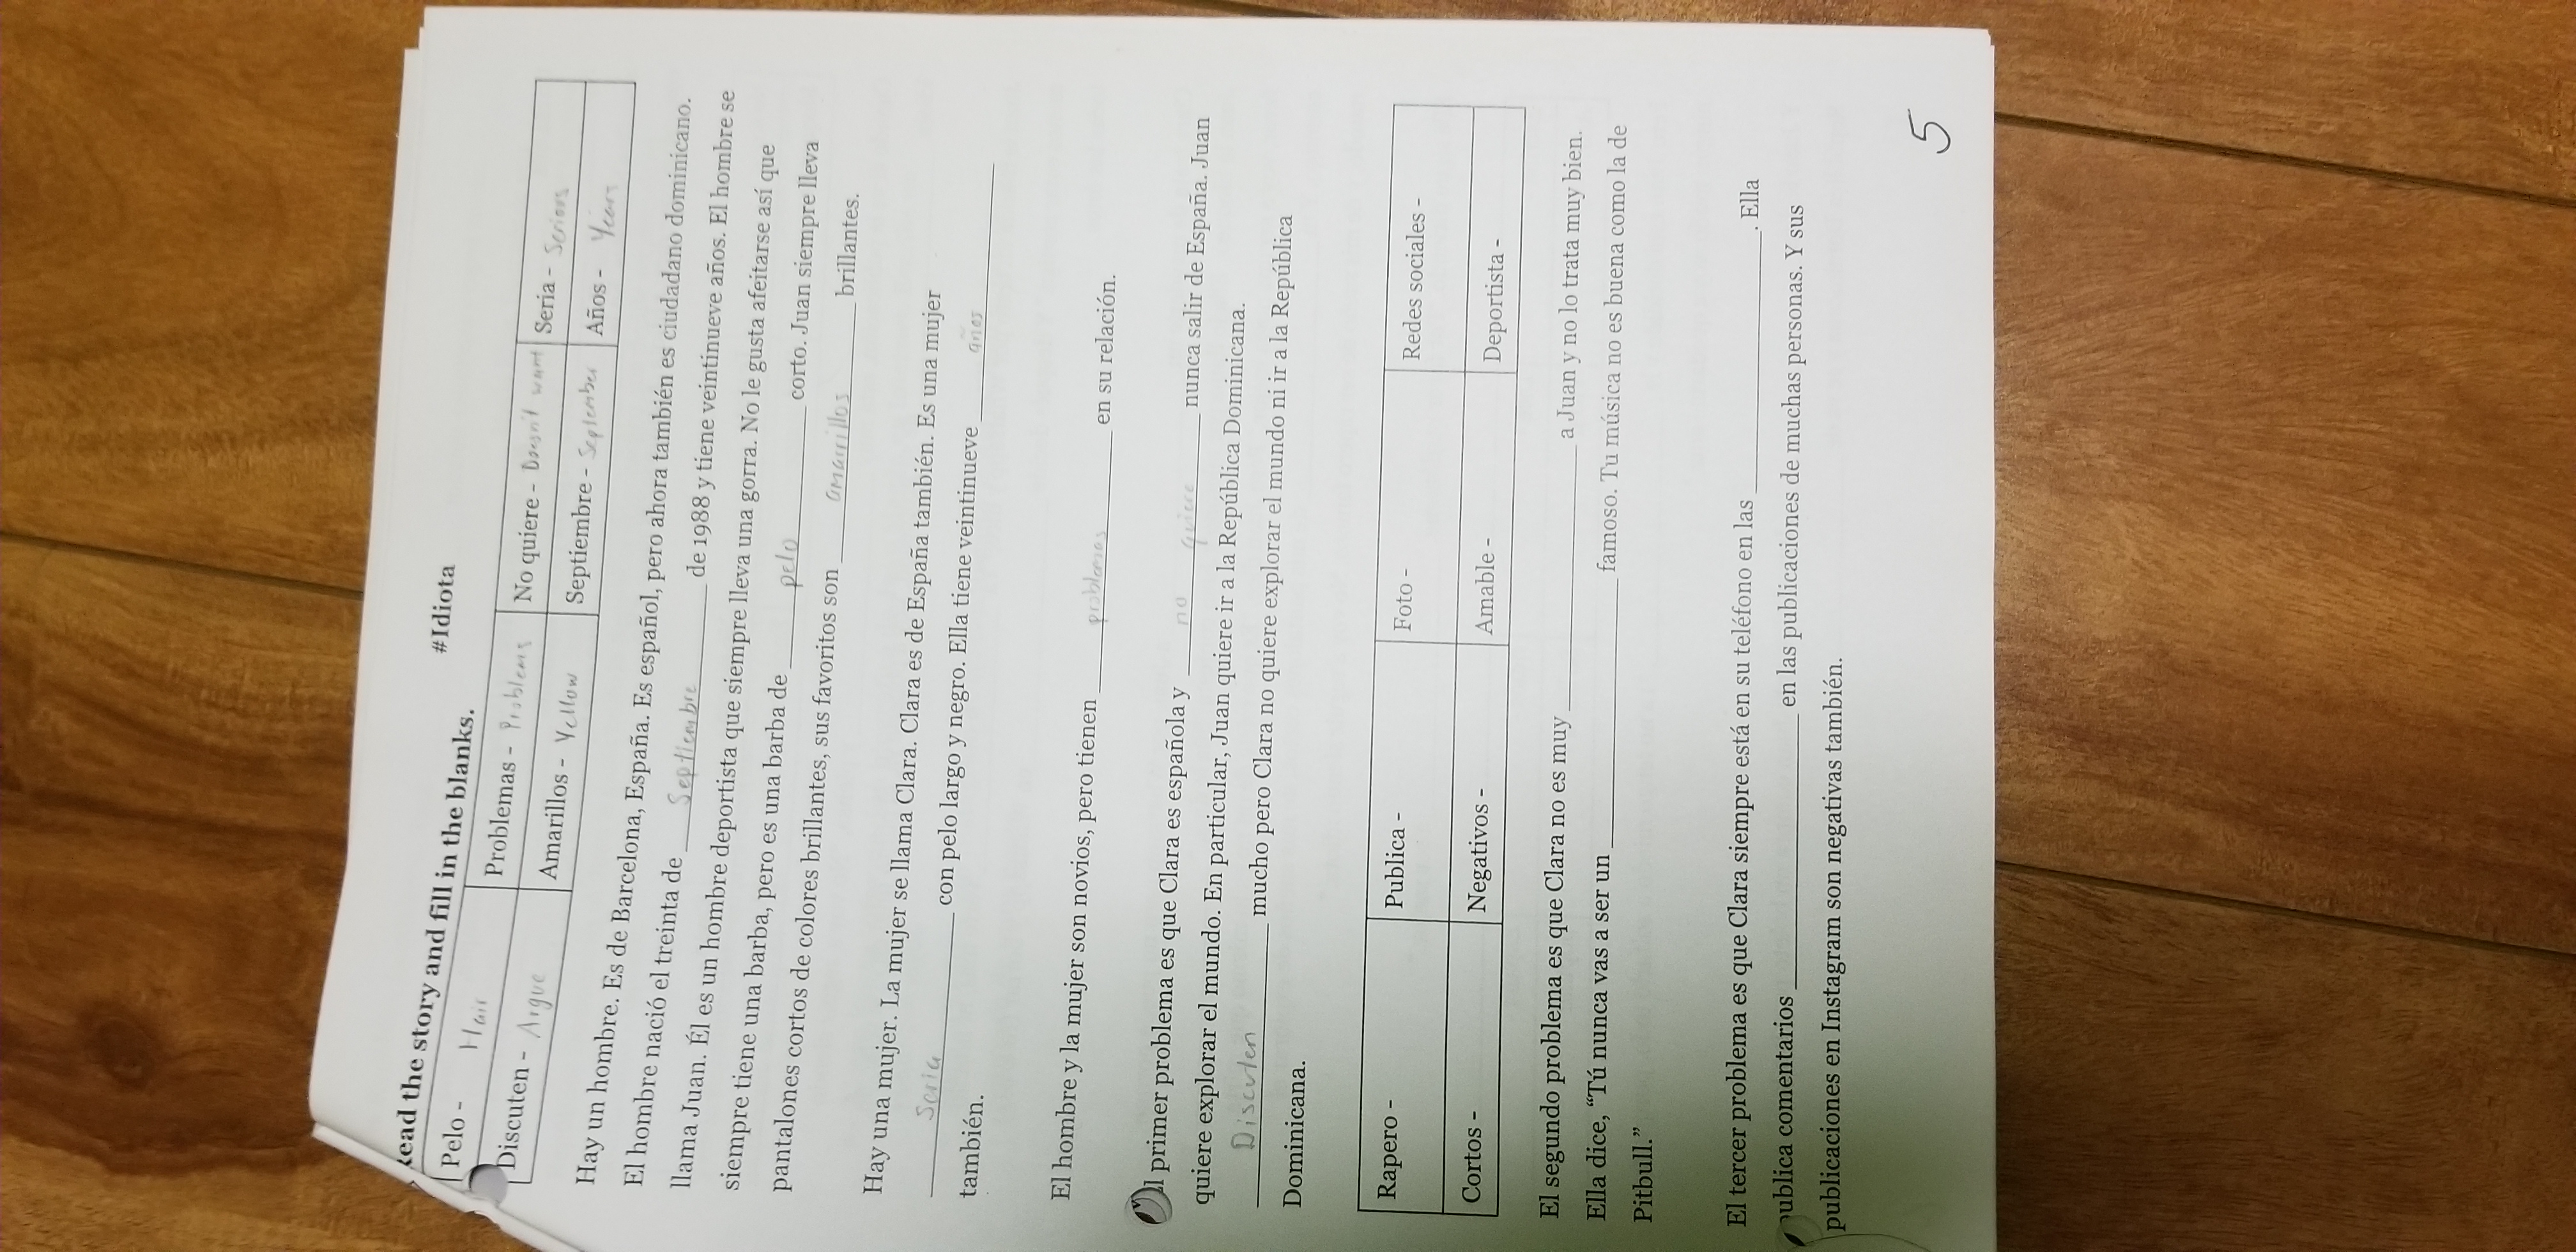 Read the story and fill in the blanks. #Idiota
Pelo - Hair Problemas - Problems No quiere - Doesn't want Seria - Serious
Discuten - Argue Amarillos - Yellow Septiembre - September Años - Years
Hay un hombre. Es de Barcelona, España. Es español, pero ahora también es ciudadano dominicano.
El hombre nació el treinta de Septiembre de 1988 y tiene veintinueve años. El hombre se
llama Juan. Él es un hombre deportista que siempre lleva una gorra. No le gusta afeitarse así que
siempre tiene una barba, pero es una barba de pelo corto. Juan siempre lleva
pantalones cortos de colores brillantes, sus favoritos son amarrillos brillantes.
Hay una mujer. La mujer se llama Clara. Clara es de España también. Es una mujer
Seria con pelo largo y negro. Ella tiene veintinueve años
también.
El hombre y la mujer son novios, pero tienen problemas en su relación.
El primer problema es que Clara es española y no quiere nunca salir de España. Juan
quiere explorar el mundo. En particular, Juan quiere ir a la República Dominicana.
Discuten mucho pero Clara no quiere explorar el mundo ni ir a la República
Dominicana.
Rapero - Publica - Foto - Redes sociales -
Cortos - Negativos - Amable - Deportista -
El segundo problema es que Clara no es muy a Juan y no lo trata muy bien.
Ella dice, “Tú nunca vas a ser un famoso. Tu música no es buena como la de
Pitbull.”
El tercer problema es que Clara siempre está en su teléfono en las . Ella
publica comentarios en las publicaciones de muchas personas. Y sus
publicaciones en Instagram son negativas también.
5